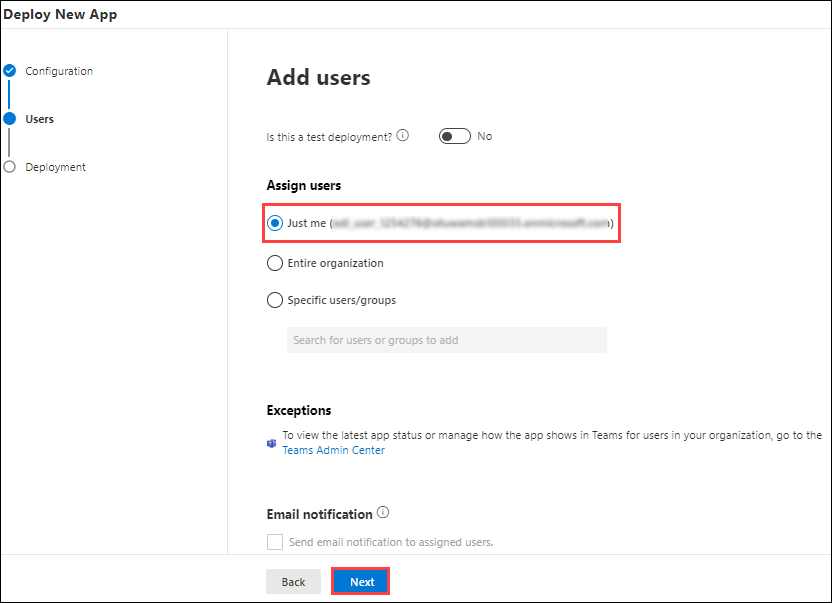 Deploy New App
Configuration
Users
Deployment
Add users
Is this a test deployment?
No
Assign users
Just me (
Entire organization
Specific users/groups
Search for users or groups to add
Exceptions
To view the latest app status or manage how the app shows in Teams for users in your organization, go to the
Teams Admin Center
Email notification
Send email notification to assigned users.
Back
Next